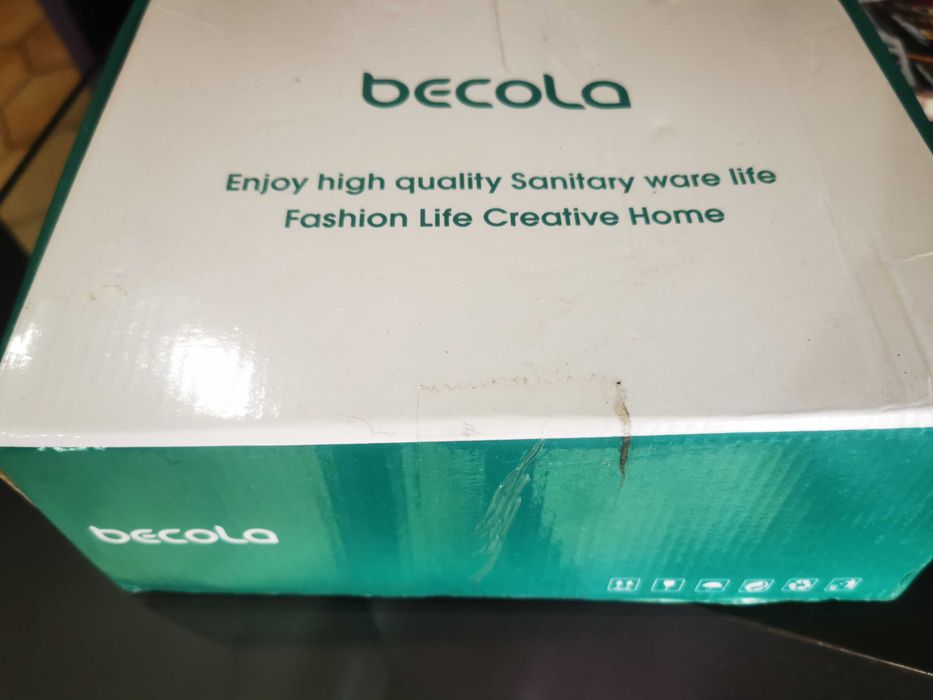 becola
Enjoy high quality Sanitary ware life
Fashion Life Creative Home
becola